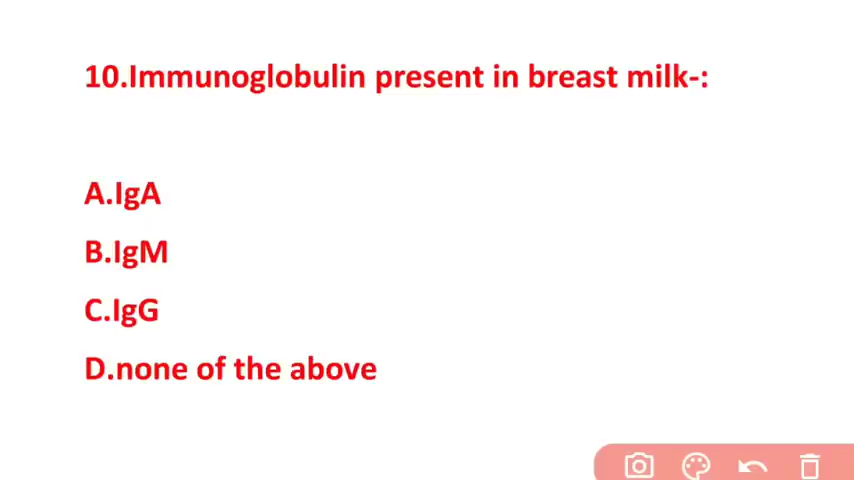 10.Immunoglobulin present in breast milk-:
A.IgA
B.IgM
C.IgG
D.none of the above